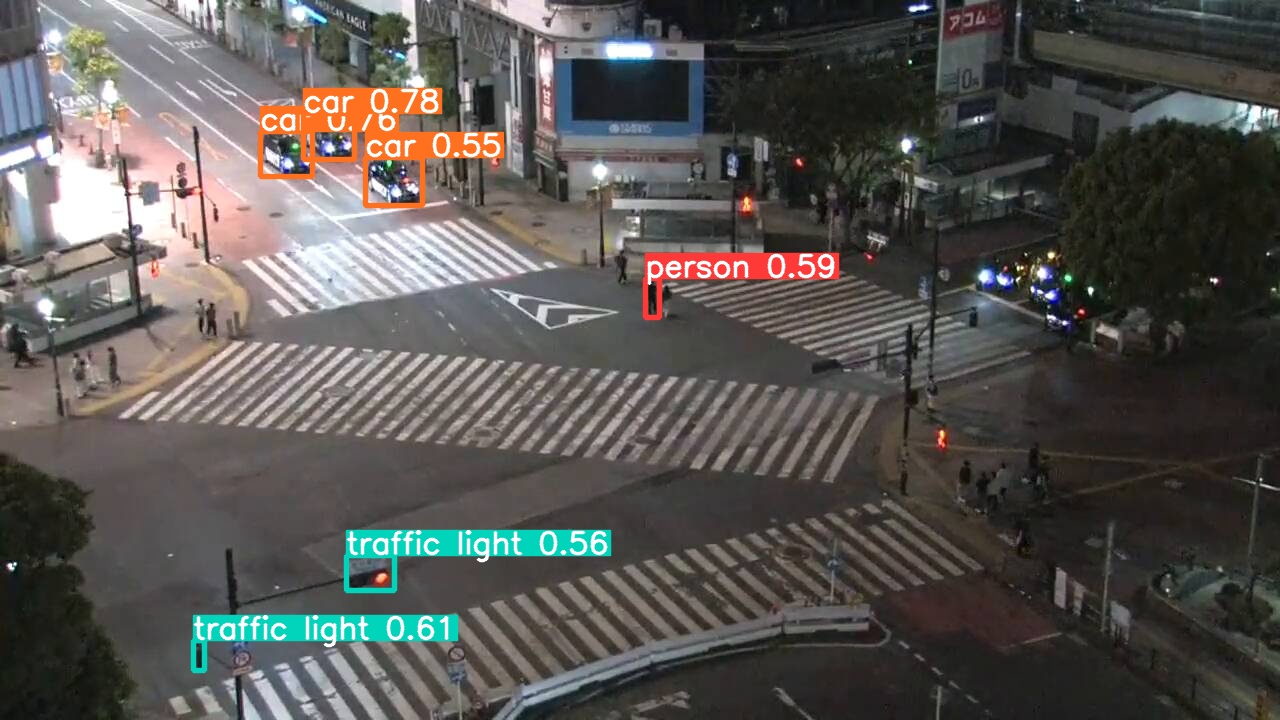 AMERICAN EAGLE
car 0.78
car 0.76
car 0.55
アコム
person 0.59
traffic light 0.56
traffic light 0.61